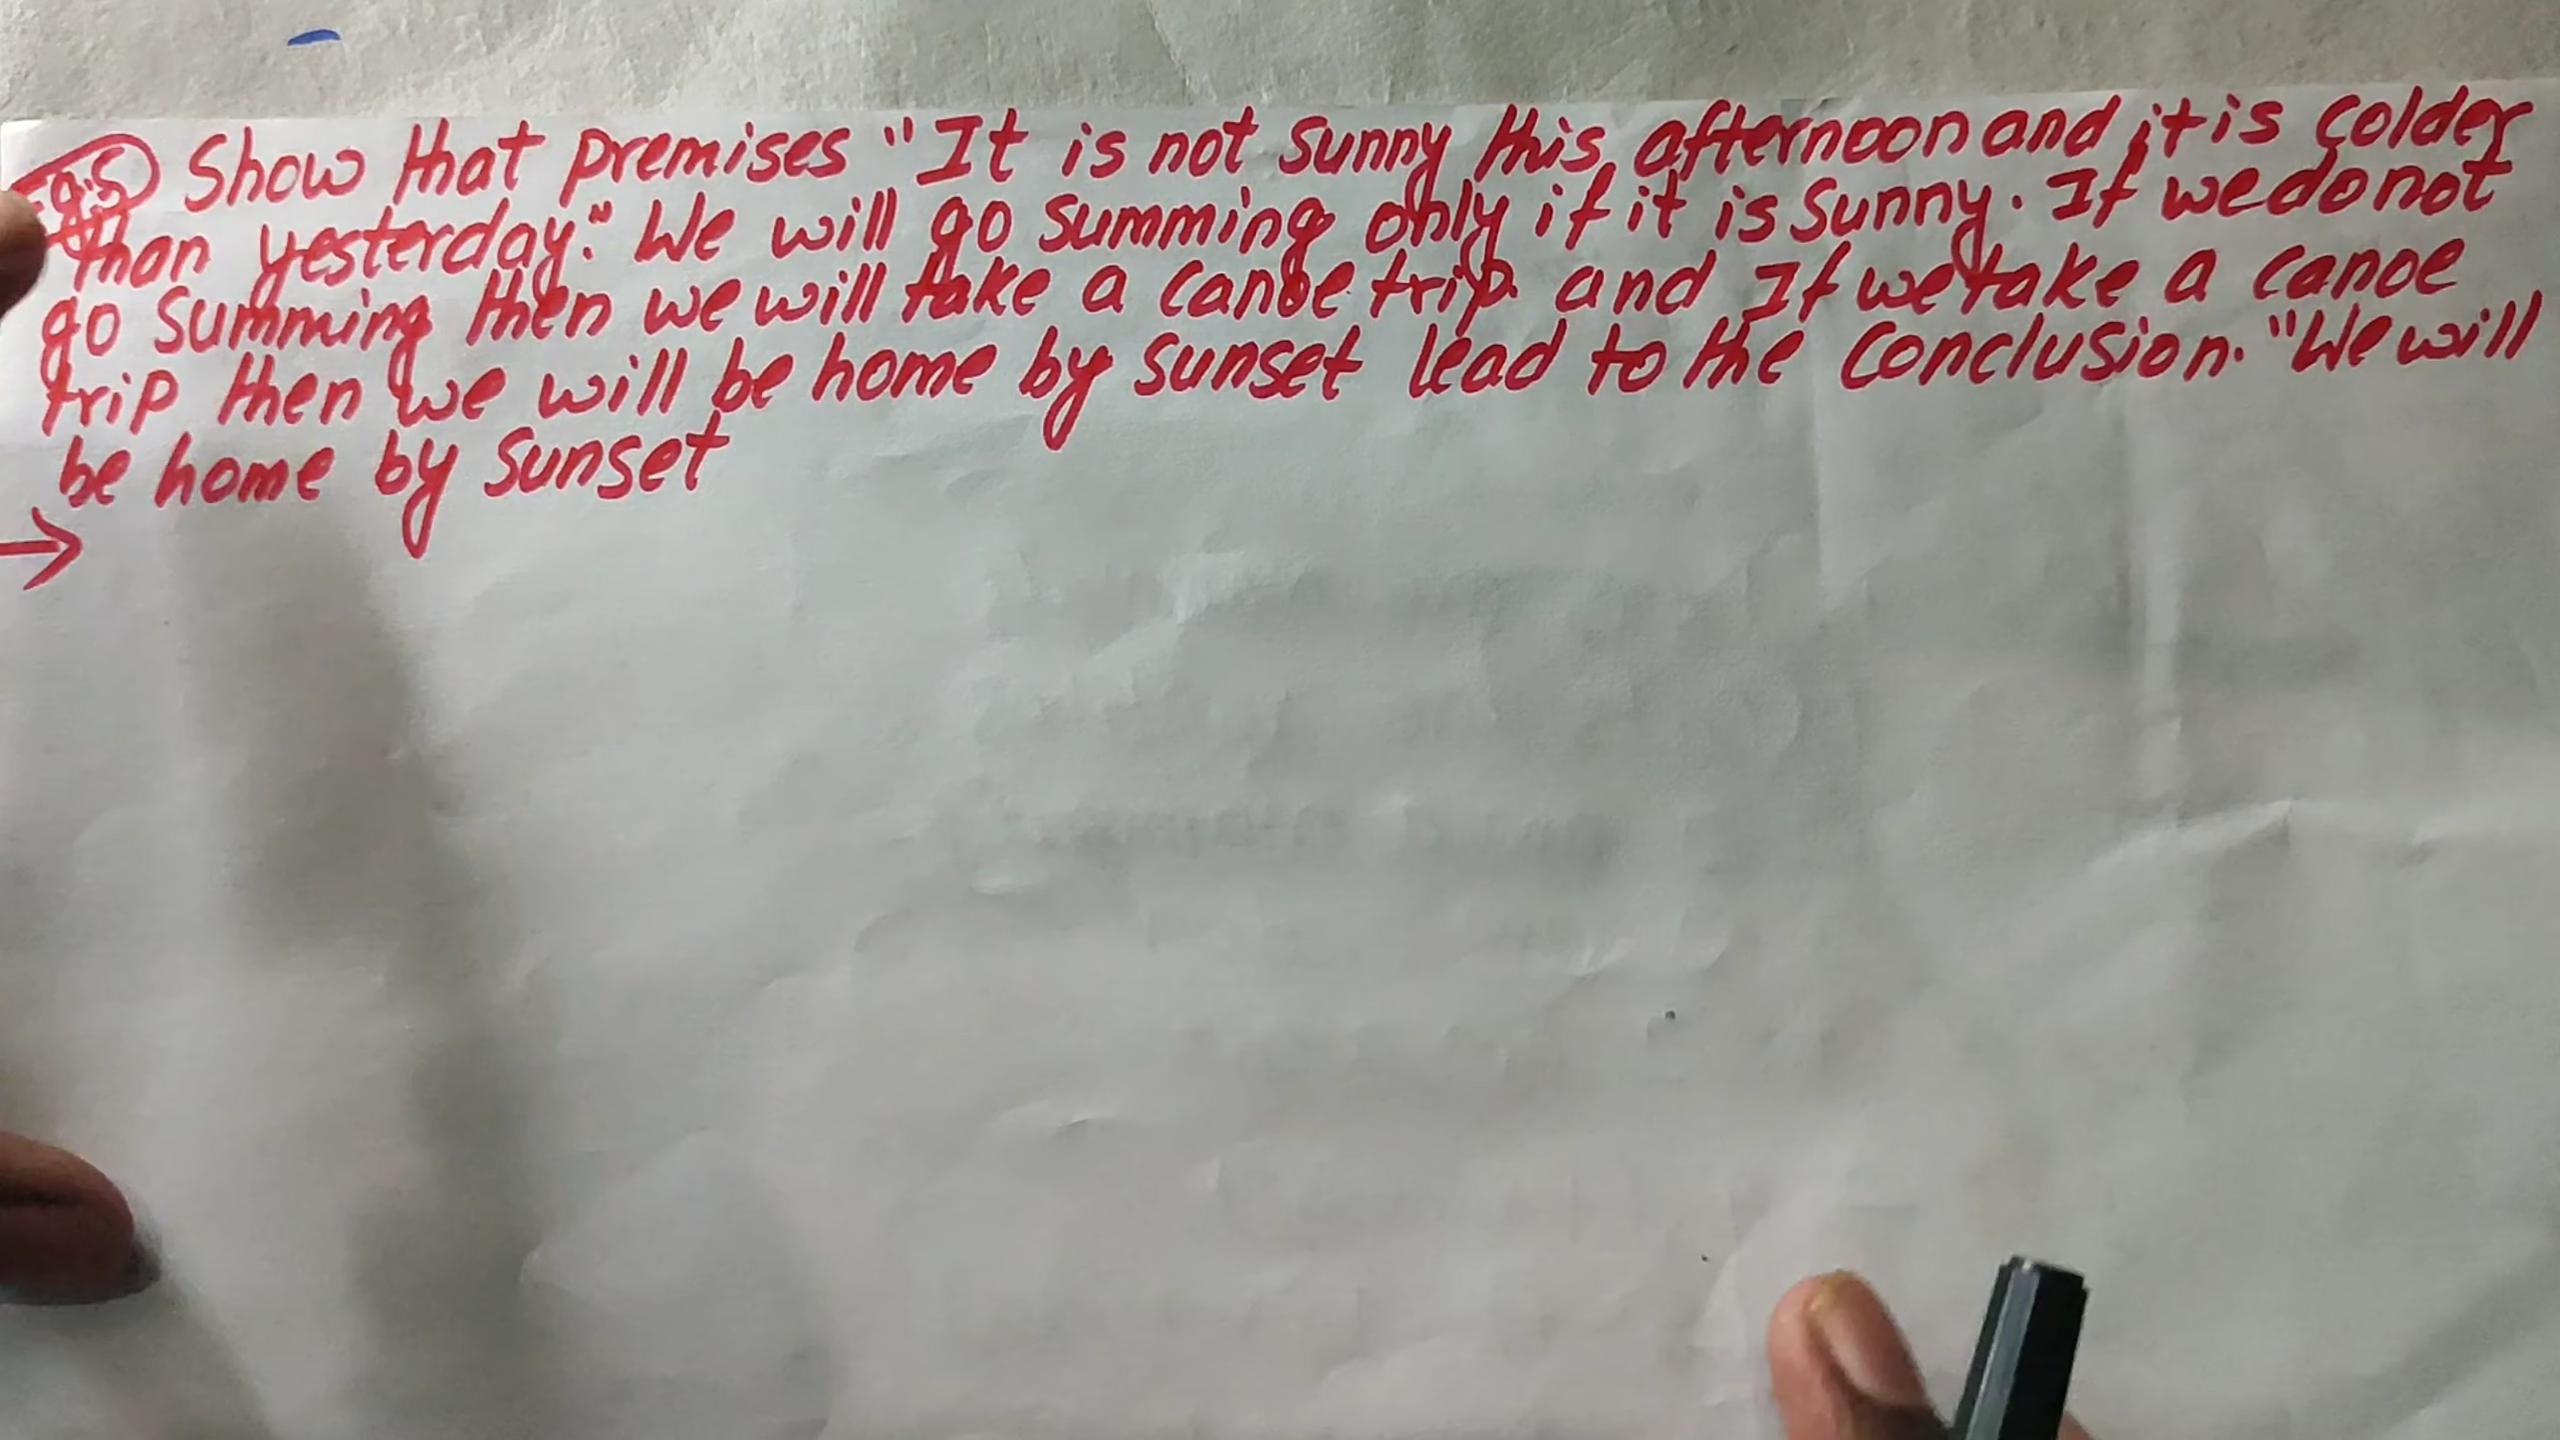 Eg.5 Show that premises "It is not sunny this afternoon and it is colder
than yesterday." We will go summing only if it is sunny. If we do not
go summing then we will take a canoe trip. and If we take a canoe
trip then we will be home by sunset lead to the conclusion. "We will
be home by sunset
→